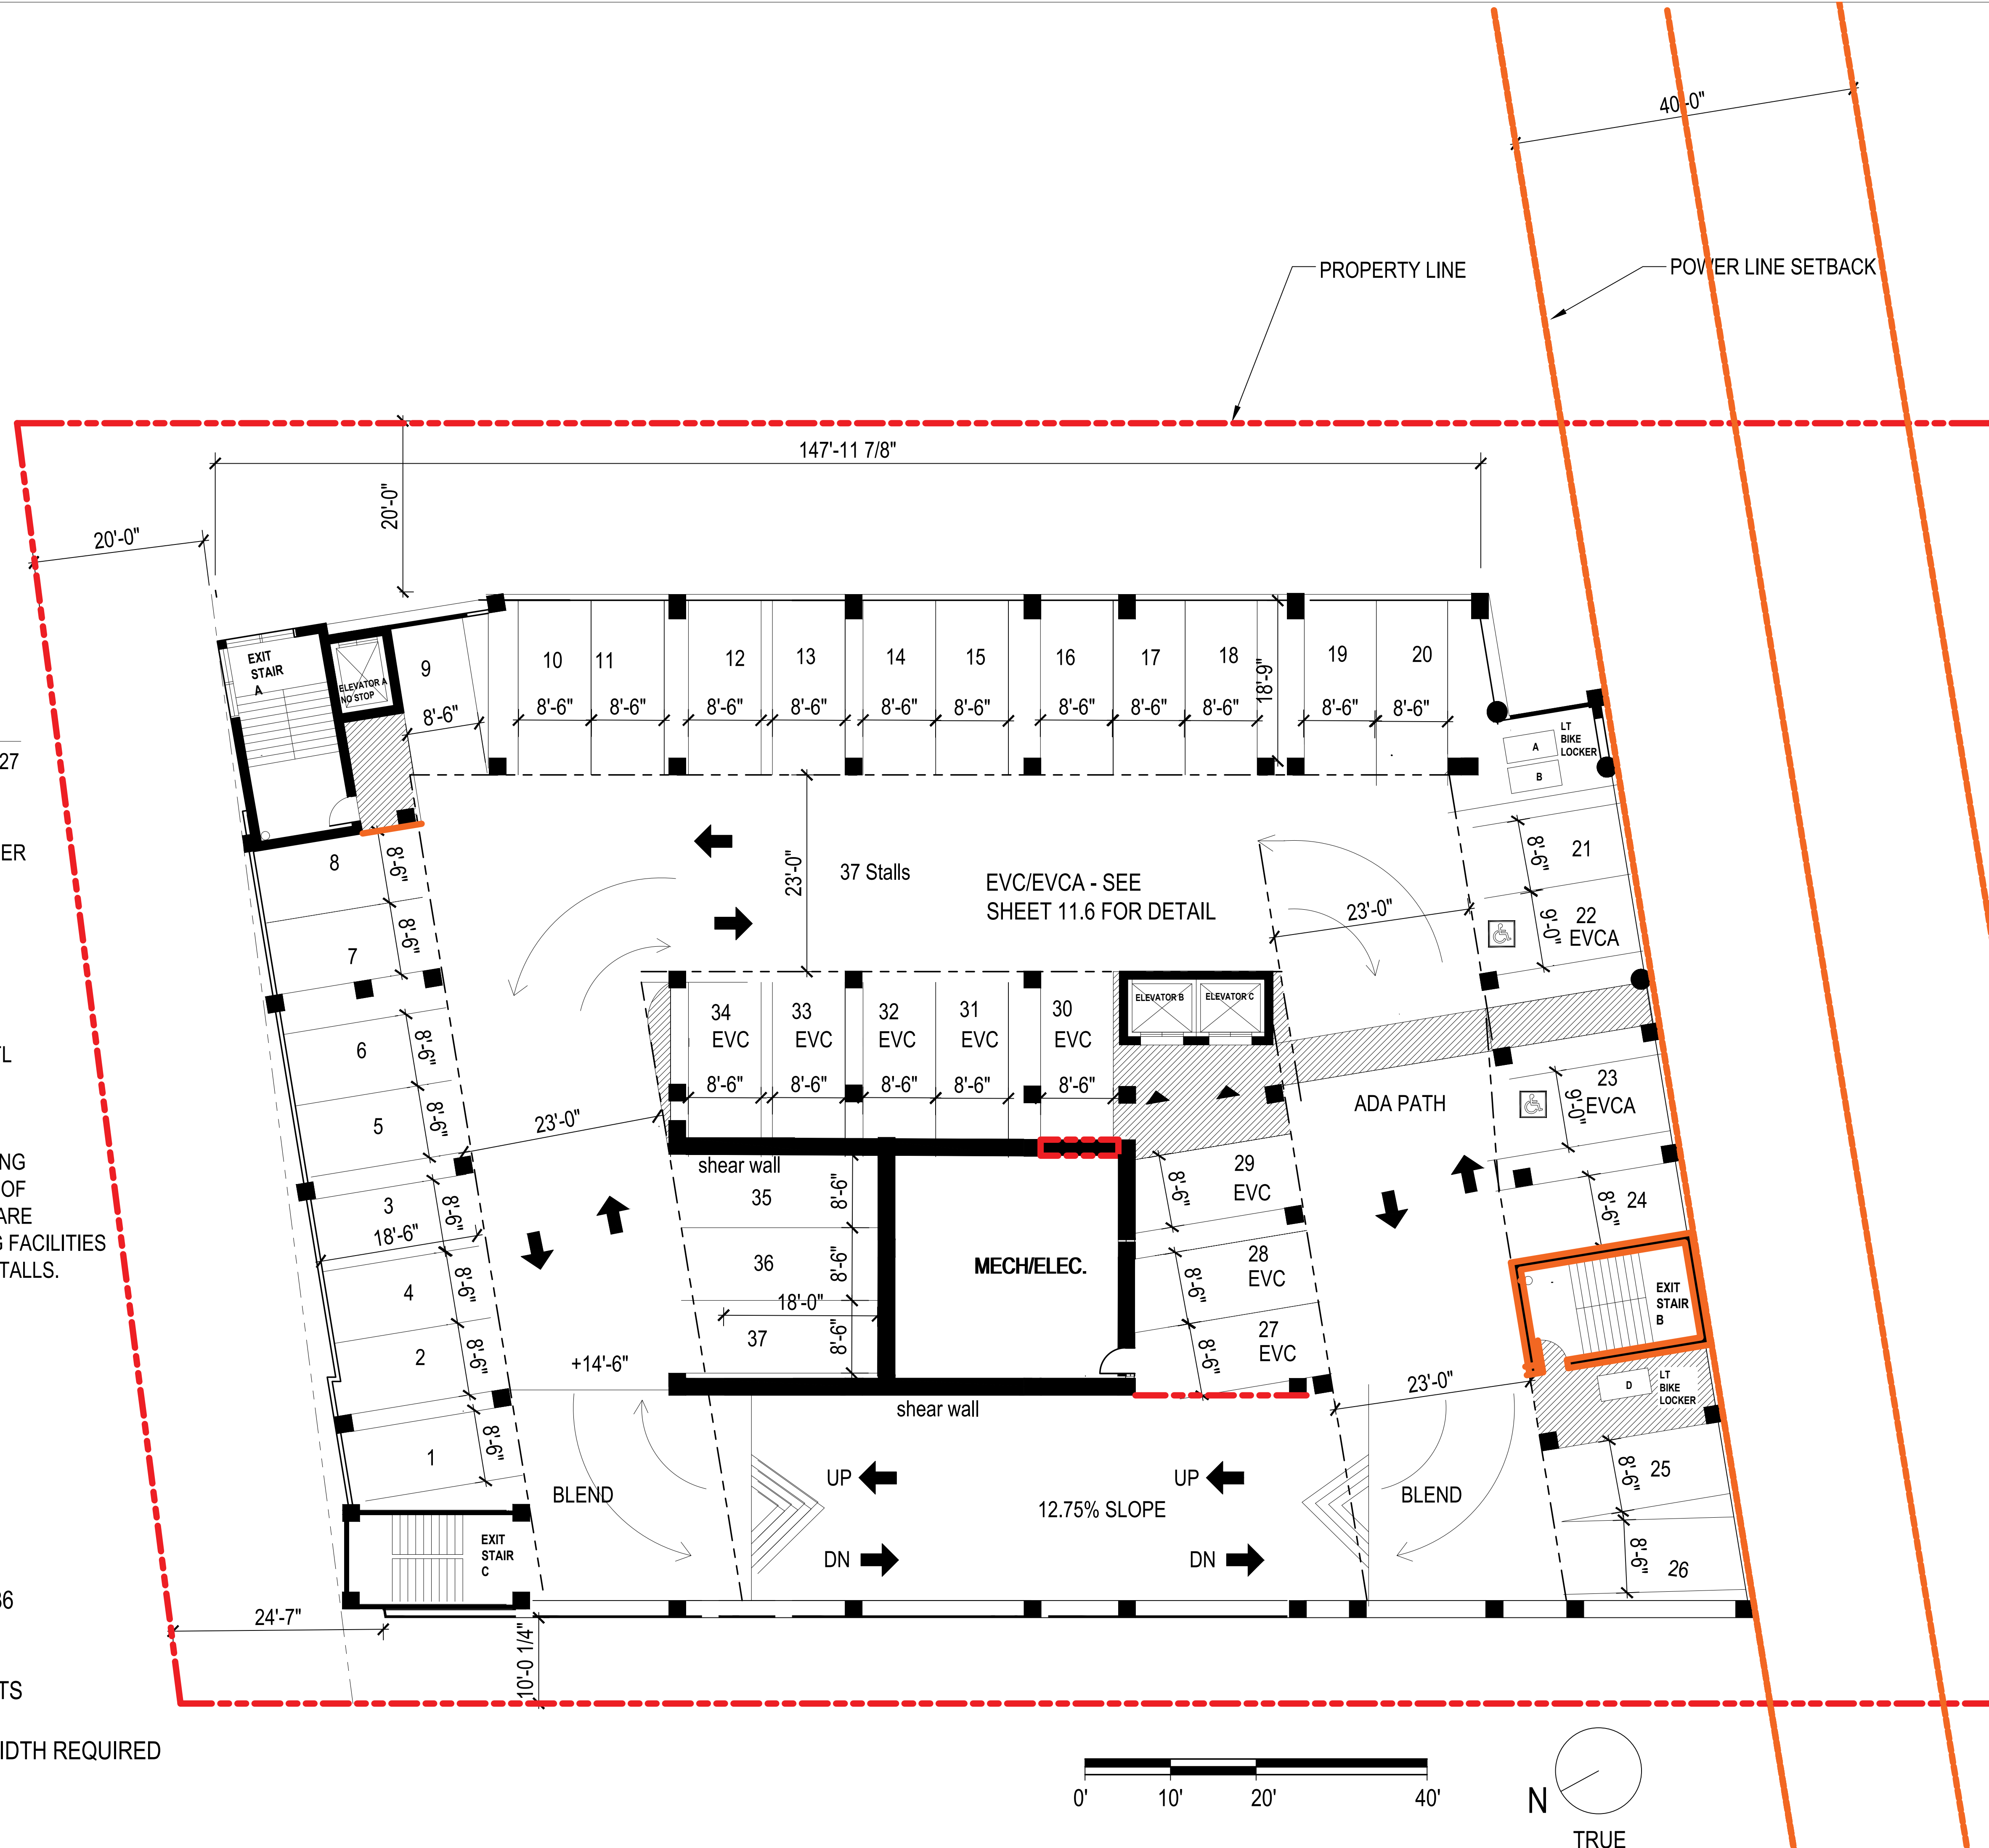 40'-0"
PROPERTY LINE
POWER LINE SETBACK
147'-11 7/8"
20'-0"
20'-0"
EXIT
STAIR
A
ELEVATOR A
NO STOP
9
8'-6"
10
11
12
13
14
15
16
17
18
19
20
8'-6"
8'-6"
8'-6"
8'-6"
8'-6"
8'-6"
8'-6"
8'-6"
8'-6"
8'-6"
8'-6"
18'-9"
LT
BIKE
LOCKER
A
B
27
ER
8
8'-6"
7
8'-6"
23'-0"
37 Stalls
EVC/EVCA - SEE
SHEET 11.6 FOR DETAIL
23'-0"
21
8'-6"
22
EVCA
9'-0"
34
EVC
33
EVC
32
EVC
31
EVC
30
EVC
8'-6"
8'-6"
8'-6"
8'-6"
8'-6"
ELEVATOR B
ELEVATOR C
6
8'-6"
5
8'-6"
23'-0"
ADA PATH
23
EVCA
9'-0"
ING
OF
ARE
G FACILITIES
TALLS.
3
8'-6"
18'-6"
4
8'-6"
2
8'-6"
1
8'-6"
shear wall
35
8'-6"
36
8'-6"
18'-0"
37
8'-6"
MECH/ELEC.
29
EVC
8'-6"
28
EVC
8'-6"
27
EVC
8'-6"
24
8'-6"
EXIT
STAIR
B
+14'-6"
shear wall
23'-0"
D
LT
BIKE
LOCKER
BLEND
UP
UP
12.75% SLOPE
BLEND
DN
DN
25
8'-6"
26
8'-6"
EXIT
STAIR
C
24'-7"
10'-0 1/4"
TS
IDTH REQUIRED
0'
10'
20'
40'
N
TRUE